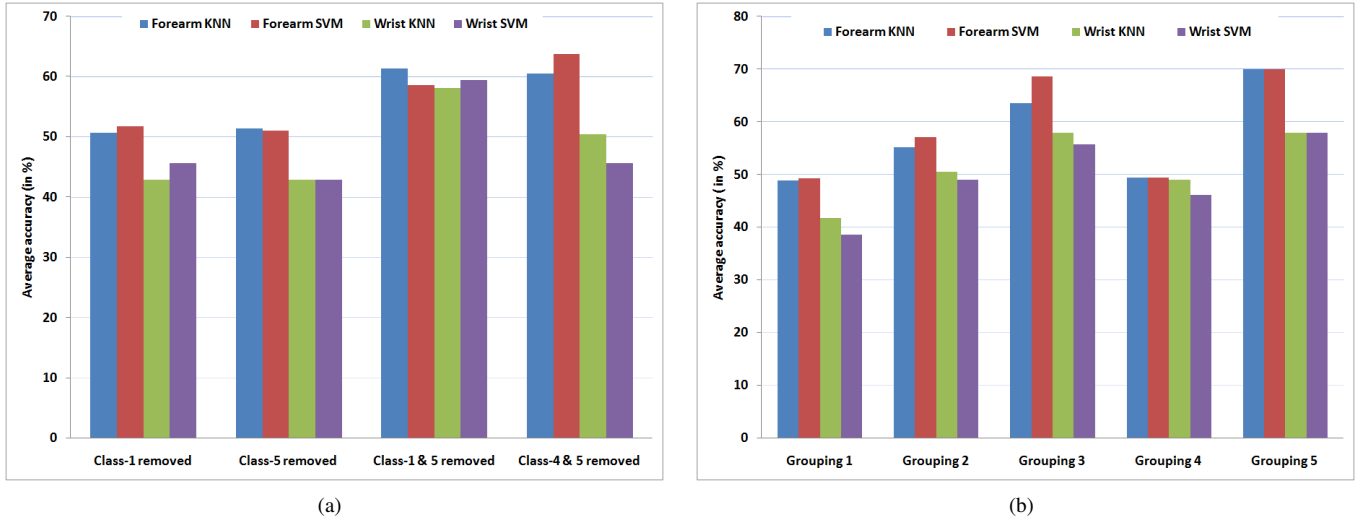 Forearm KNN Forearm SVM Wrist KNN Wrist SVM
Average accuracy (in %)
70
60
50
40
30
20
10
0
Class-1 removed Class-5 removed Class-1 & 5 removed Class-4 & 5 removed
(a)
Forearm KNN Forearm SVM Wrist KNN Wrist SVM
Average accuracy (in %)
80
70
60
50
40
30
20
10
0
Grouping 1 Grouping 2 Grouping 3 Grouping 4 Grouping 5
(b)